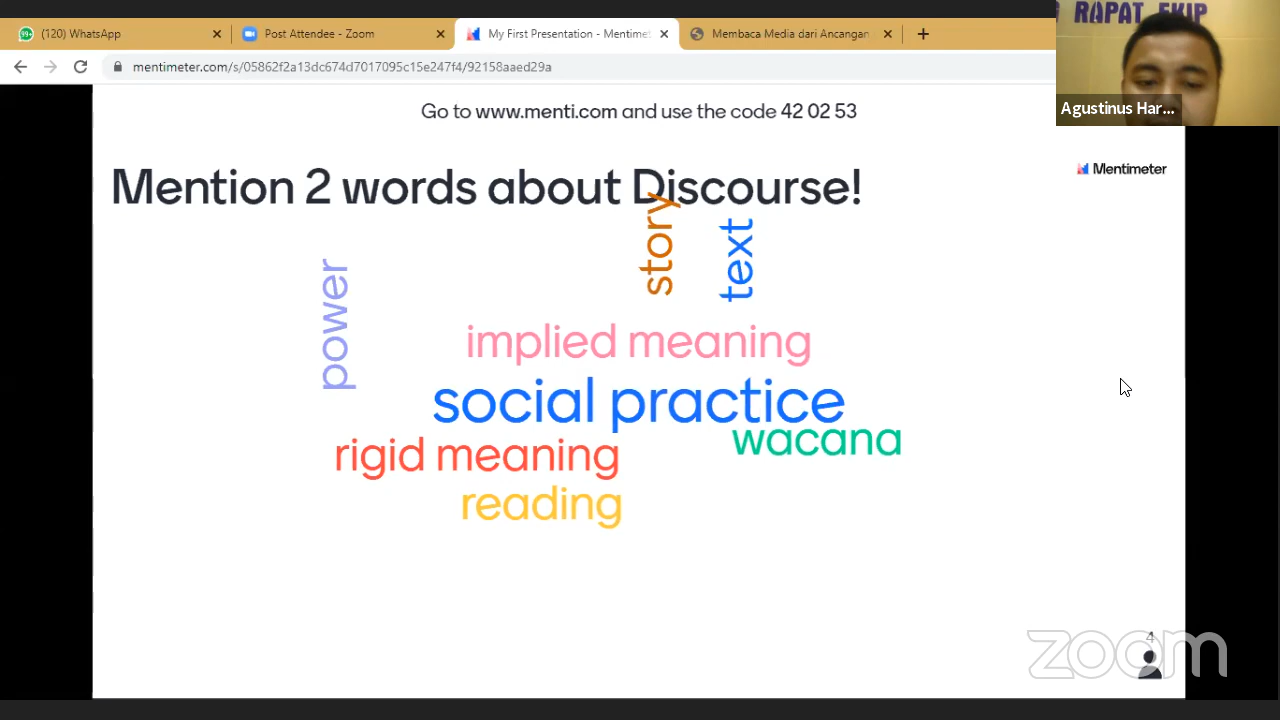 (120) WhatsApp
Post Attendee - Zoom
My First Presentation - Mentimet
Membaca Media dari Ancangan
mentimeter.com/s/05862f2a13dc674d7017095c15e247f4/92158aaed29a
RAPAT EKIP
Agustinus Har...
Go to www.menti.com and use the code 42 02 53
Mentimeter
Mention 2 words about Discourse!
story
text
power
implied meaning
social practice
wacana
rigid meaning
reading
4
zoom